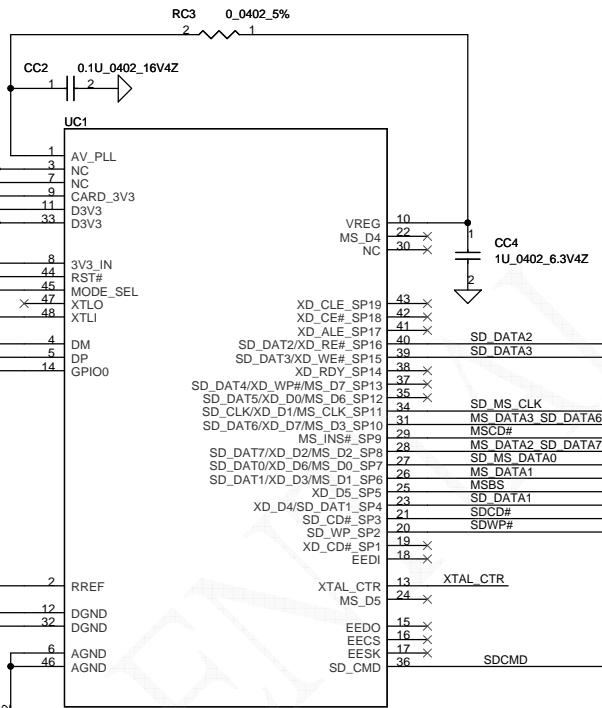 RC3 0_0402_5%
2 1
CC2 0.1U_0402_16V4Z
1 2
UC1
1 AV_PLL
3 NC
7 NC
9 CARD_3V3
11 D3V3
33 D3V3
VREG 10
MS_D4 22
NC 30
1
CC4
1U_0402_6.3V4Z
2
8 3V3_IN
44 RST#
45 MODE_SEL
47 XTLO
48 XTLI
XD_CLE_SP19 43
XD_CE#_SP18 42
XD_ALE_SP17 41
4 DM
SD_DAT2/XD_RE#_SP16 40 SD_DATA2
5 DP
SD_DAT3/XD_WE#_SP15 39 SD_DATA3
14 GPIO0
XD_RDY_SP14 38
SD_DAT4/XD_WP#/MS_D7_SP13 37
SD_DAT5/XD_D0/MS_D6_SP12 35
SD_CLK/XD_D1/MS_CLK_SP11 34 SD_MS_CLK
SD_DAT6/XD_D7/MS_D3_SP10 31 MS_DATA3_SD_DATA6
MS_INS#_SP9 29 MSCD#
SD_DAT7/XD_D2/MS_D2_SP8 28 MS_DATA2_SD_DATA7
SD_DAT0/XD_D6/MS_D0_SP7 27 SD_MS_DATA0
SD_DAT1/XD_D3/MS_D1_SP6 26 MS_DATA1
XD_D5_SP5 25 MSBS
XD_D4/SD_DAT1_SP4 23 SD_DATA1
SD_CD#_SP3 21 SDCD#
SD_WP_SP2 20 SDWP#
XD_CD#_SP1 19
EEDI 18
2 RREF
XTAL_CTR 13 XTAL_CTR
MS_D5 24
12 DGND
32 DGND
EEDO 15
EECS 16
EESK 17
6 AGND
46 AGND
SD_CMD 36 SDCMD